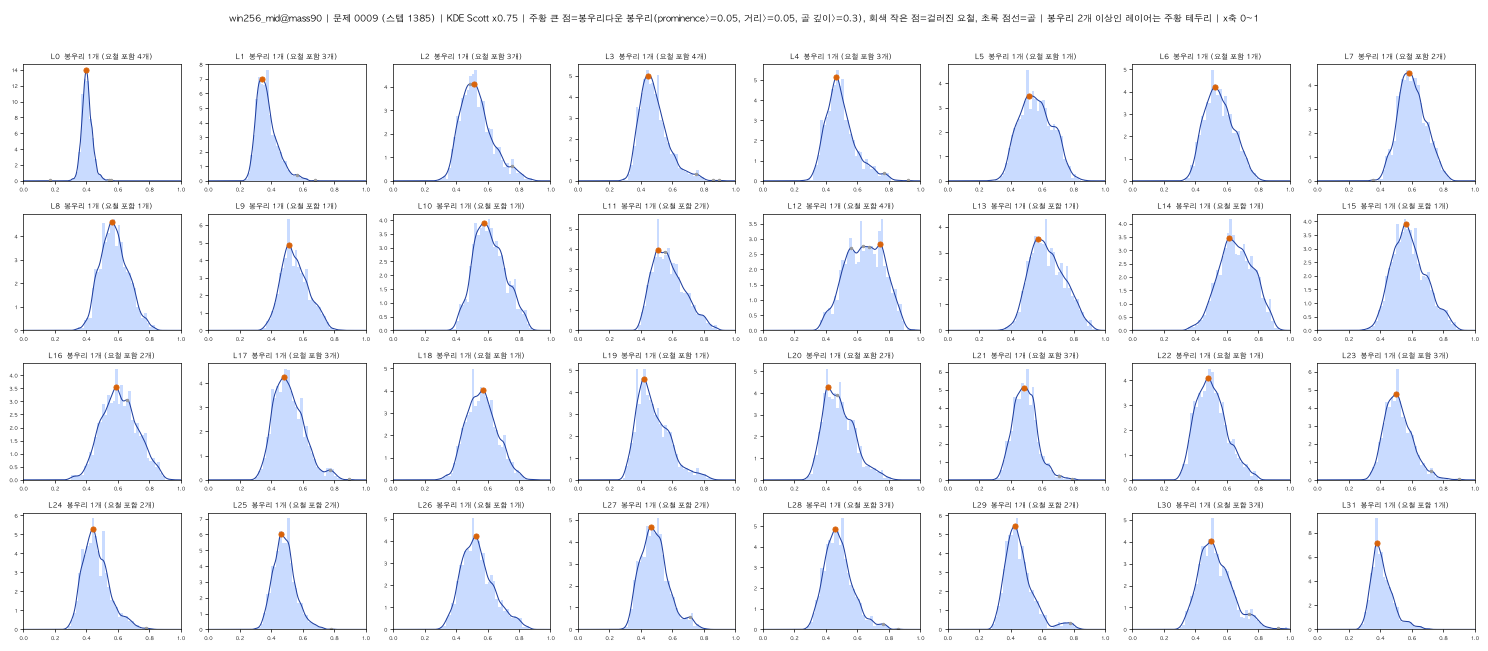 win256_mid@mass90 | 문제 0009 (스텝 1385) | KDE Scott x0.75 | 주황 큰 점=봉우리다운 봉우리(prominence>=0.05, 거리>=0.05, 골 깊이>=0.3), 회색 작은 점=걸러진 요철, 초록 점선=골 | 봉우리 2개 이상인 레이어는 주황 테두리 | x축 0~1
L0 봉우리 1개 (요철 포함 4개)
L1 봉우리 1개 (요철 포함 3개)
L2 봉우리 1개 (요철 포함 3개)
L3 봉우리 1개 (요철 포함 4개)
L4 봉우리 1개 (요철 포함 3개)
L5 봉우리 1개 (요철 포함 1개)
L6 봉우리 1개 (요철 포함 1개)
L7 봉우리 1개 (요철 포함 2개)
L8 봉우리 1개 (요철 포함 1개)
L9 봉우리 1개 (요철 포함 1개)
L10 봉우리 1개 (요철 포함 1개)
L11 봉우리 1개 (요철 포함 2개)
L12 봉우리 1개 (요철 포함 4개)
L13 봉우리 1개 (요철 포함 1개)
L14 봉우리 1개 (요철 포함 1개)
L15 봉우리 1개 (요철 포함 1개)
L16 봉우리 1개 (요철 포함 2개)
L17 봉우리 1개 (요철 포함 3개)
L18 봉우리 1개 (요철 포함 1개)
L19 봉우리 1개 (요철 포함 1개)
L20 봉우리 1개 (요철 포함 2개)
L21 봉우리 1개 (요철 포함 3개)
L22 봉우리 1개 (요철 포함 1개)
L23 봉우리 1개 (요철 포함 3개)
L24 봉우리 1개 (요철 포함 2개)
L25 봉우리 1개 (요철 포함 2개)
L26 봉우리 1개 (요철 포함 1개)
L27 봉우리 1개 (요철 포함 2개)
L28 봉우리 1개 (요철 포함 3개)
L29 봉우리 1개 (요철 포함 2개)
L30 봉우리 1개 (요철 포함 3개)
L31 봉우리 1개 (요철 포함 1개)